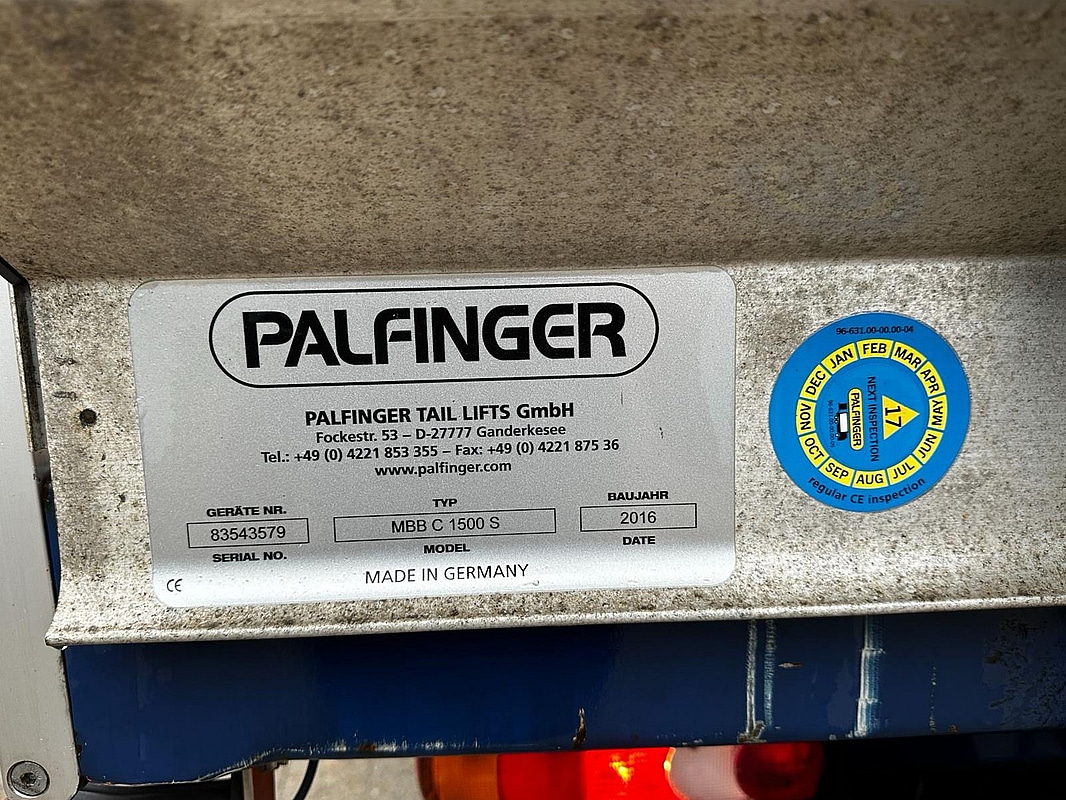 PALFINGER
PALFINGER TAIL LIFTS GmbH
Fockestr. 53 – D-27777 Ganderkesee
Tel.: +49 (0) 4221 853 355 – Fax: +49 (0) 4221 875 36
www.palfinger.com
GERÄTE NR.
83543579
SERIAL NO.
TYP
MBB C 1500 S
MODEL
BAUJAHR
2016
DATE
CE
MADE IN GERMANY
96-631.00-00.00-04
JAN FEB MAR APR MAY JUN JUL AUG SEP OCT NOV DEC
17
NEXT INSPECTION
PALFINGER
regular CE inspection